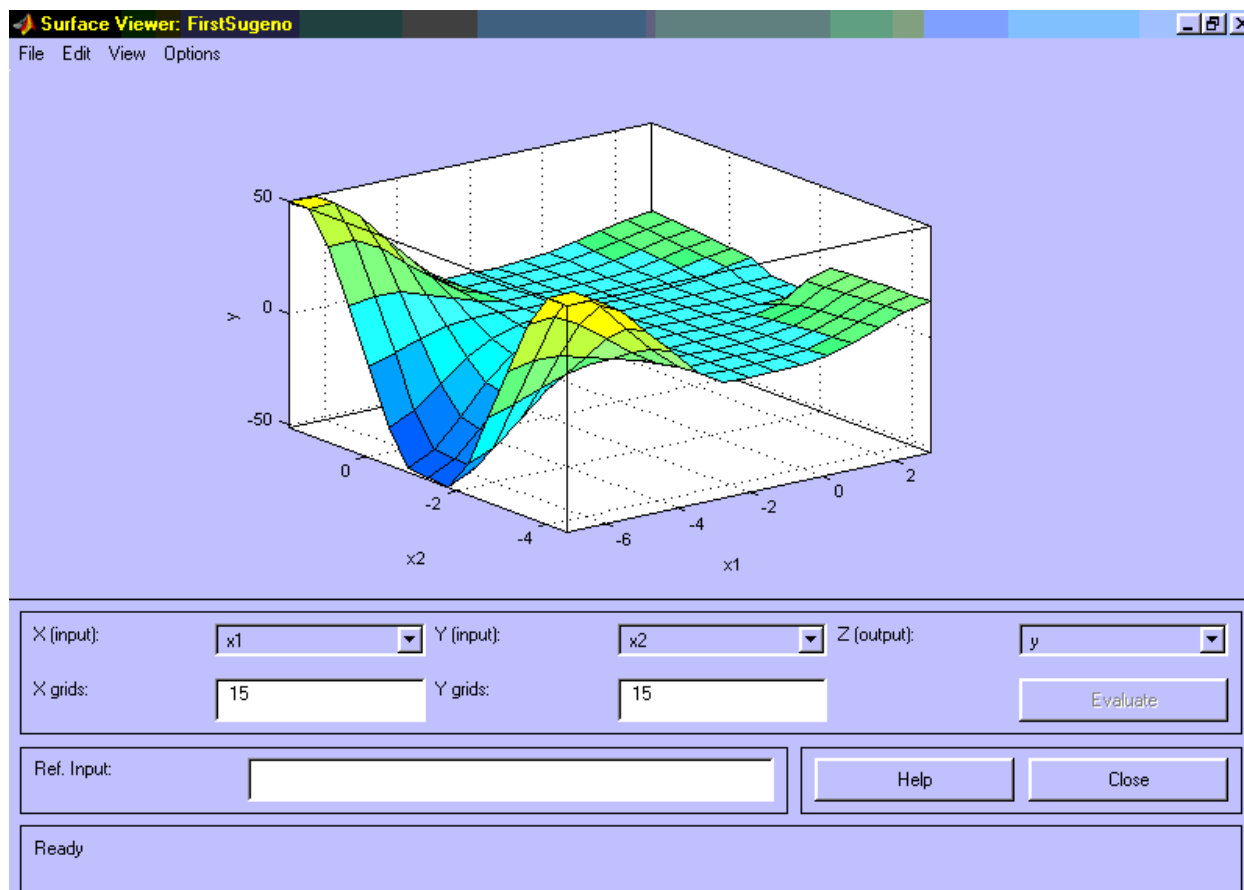 Surface Viewer: FirstSugeno
File Edit View Options
50
0
-50
y
0
-2
-4
x2
-6
-4
-2
0
2
x1
X (input): x1 Y (input): x2 Z (output): y
X grids: 15 Y grids: 15 Evaluate
Ref. Input: Help Close
Ready